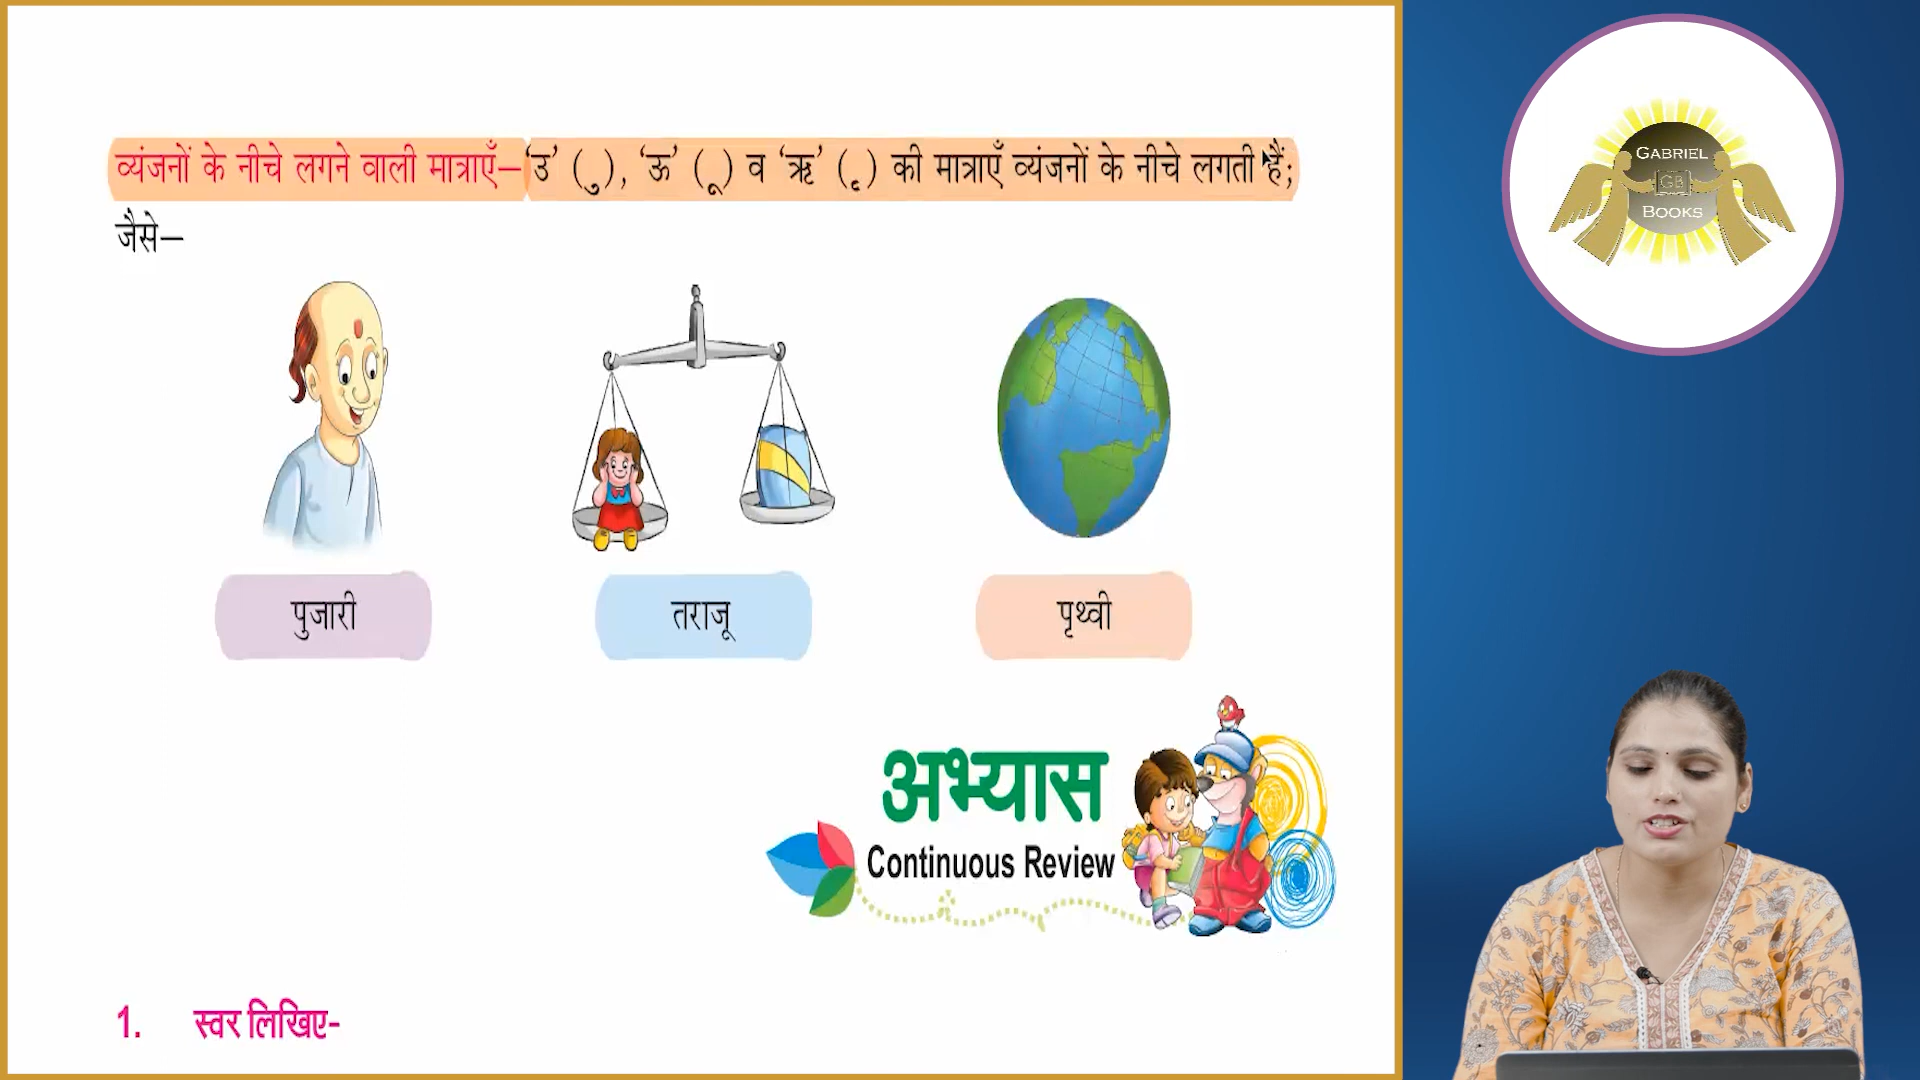 व्यंजनों के नीचे लगने वाली मात्राएँ—‘उ’ (ु), ‘ऊ’ (ू) व ‘ऋ’ (ृ) की मात्राएँ व्यंजनों के नीचे लगती हैं;
जैसे—
पुजारी तराजू पृथ्वी
अभ्यास
Continuous Review
1. स्वर लिखिए-
GABRIEL
GB
BOOKS